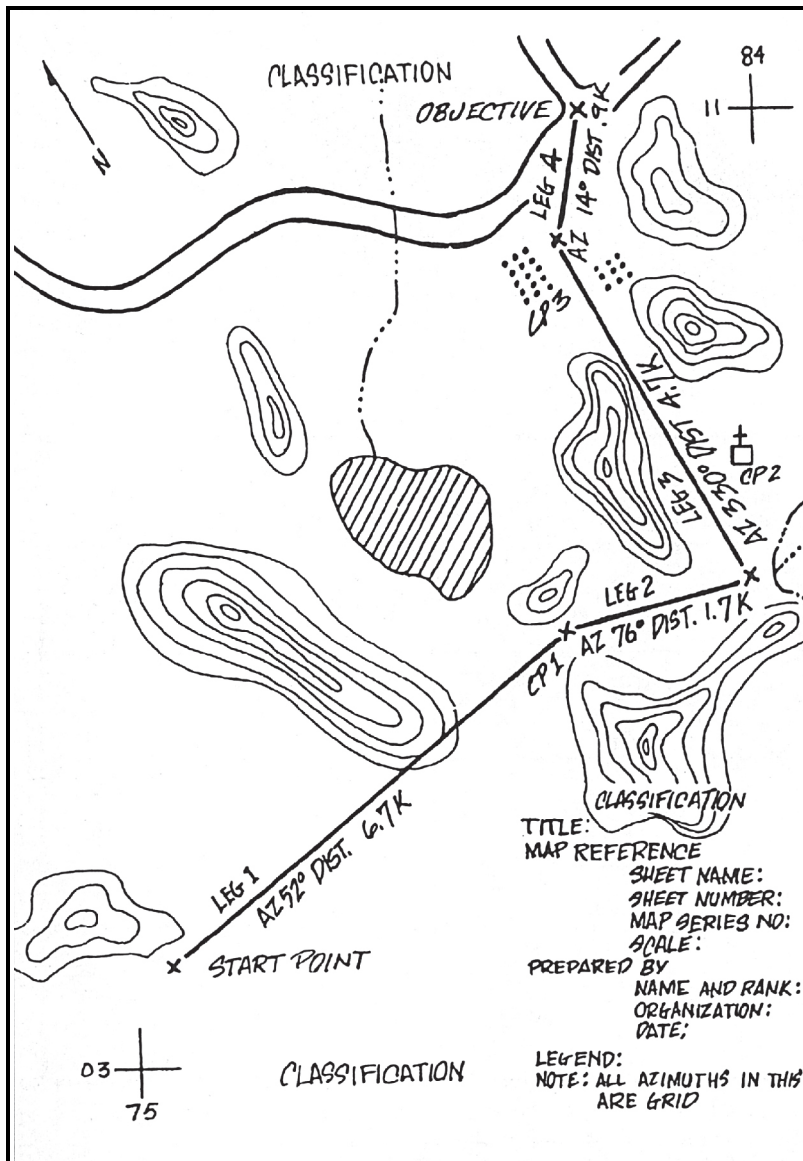 84
CLASSIFICATION
OBJECTIVE
11
N
LEG 4
AZ 14° DIST. 9K
CP3
LEG 3
AZ 330° DIST 4.7K
CP2
LEG 2
AZ 76° DIST. 1.7K
CP1
LEG 1
AZ 52° DIST. 6.7K
START POINT
CLASSIFICATION
TITLE:
MAP REFERENCE
SHEET NAME:
SHEET NUMBER:
MAP SERIES NO:
SCALE:
PREPARED BY
NAME AND RANK:
ORGANIZATION:
DATE;
LEGEND:
NOTE: ALL AZIMUTHS IN THIS
ARE GRID
03
75
CLASSIFICATION